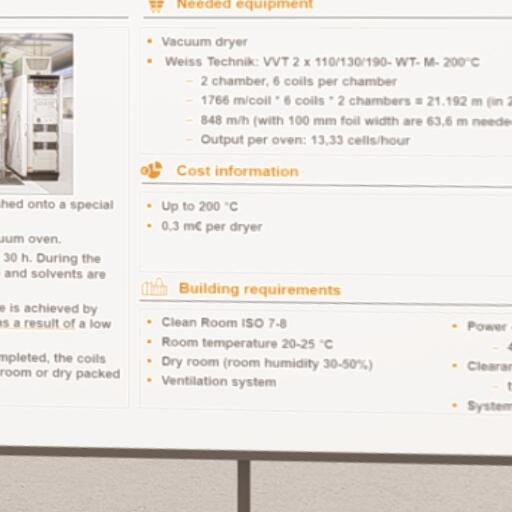 Needed equipment
• Vacuum dryer
• Weiss Technik: VVT 2 x 110/130/190- WT- M- 200°C
– 2 chamber, 6 coils per chamber
– 1766 m/coil * 6 coils * 2 chambers = 21.192 m (in 2
– 848 m/h (with 100 mm foil width are 63,6 m neede
– Output per oven: 13,33 cells/hour
Cost information
• Up to 200 °C
• 0,3 m€ per dryer
Building requirements
• Clean Room ISO 7-8
• Room temperature 20-25 °C
• Dry room (room humidity 30-50%)
• Ventilation system
• Power
– 4
• Clearan
– t
• System
hed onto a special
uum oven.
30 h. During the
and solvents are
e is achieved by
as a result of a low
mpleted, the coils
room or dry packed